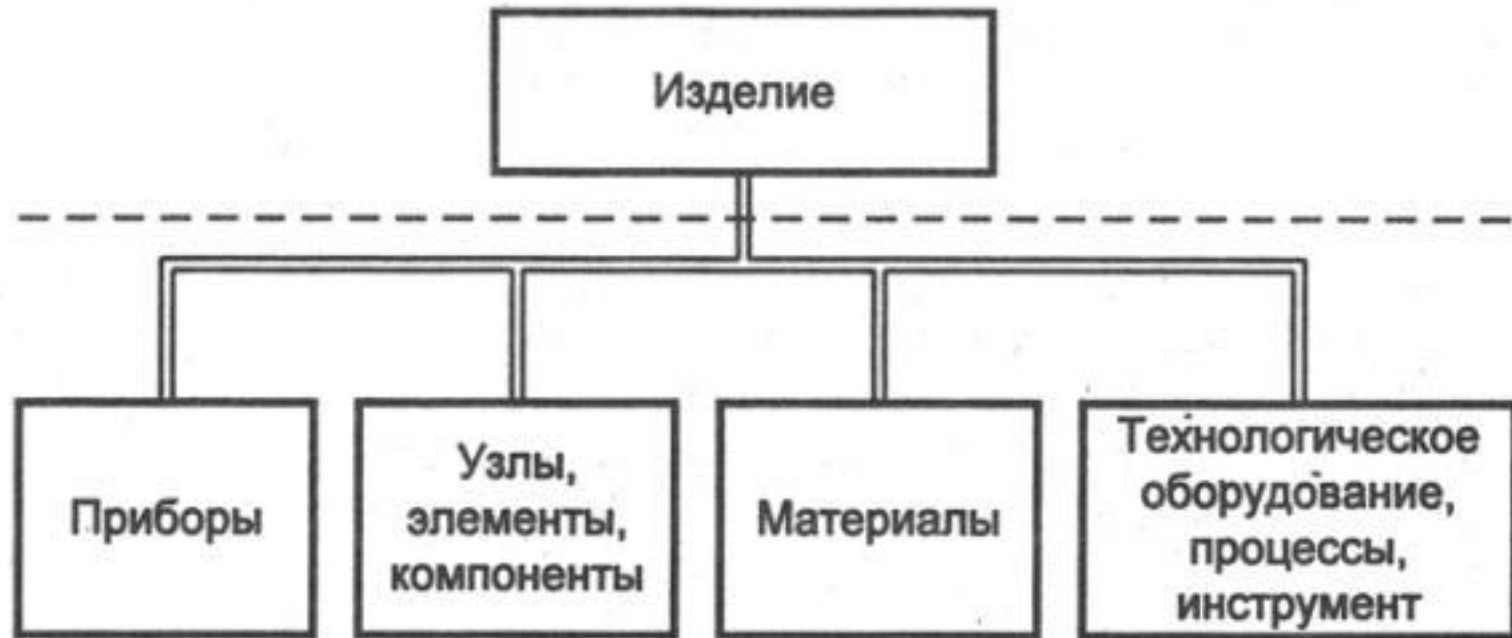 Изделие
Приборы
Узлы,
элементы,
компоненты
Материалы
Технологическое
оборудование,
процессы,
инструмент